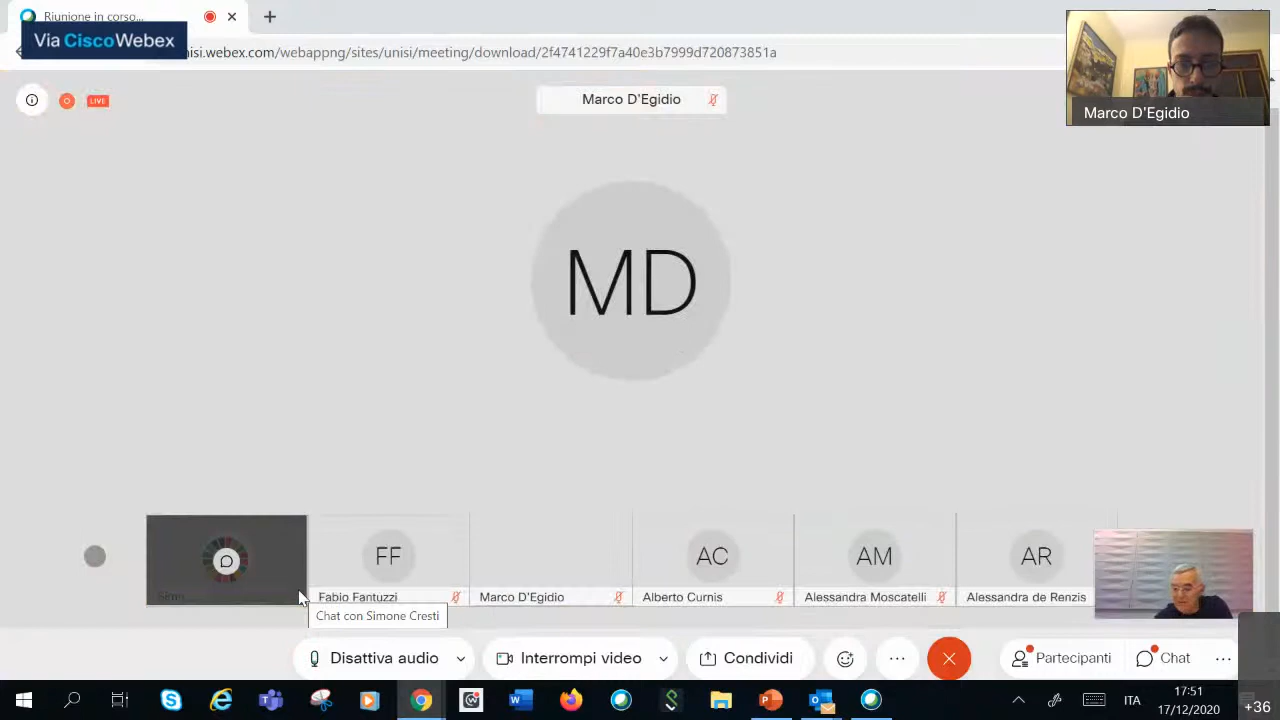 Riunione in corso...
Via CiscoWebex
isi.webex.com/webappng/sites/unisi/meeting/download/2f4741229f7a40e3b7999d720873851a
LIVE
Marco D'Egidio
Marco D'Egidio
MD
FF
AC
AM
AR
Fabio Fantuzzi
Marco D'Egidio
Alberto Curnis
Alessandra Moscatelli
Alessandra de Renzis
Chat con Simone Cresti
Disattiva audio
Interrompi video
Condividi
Partecipanti
Chat
ITA
17:51
17/12/2020
+36